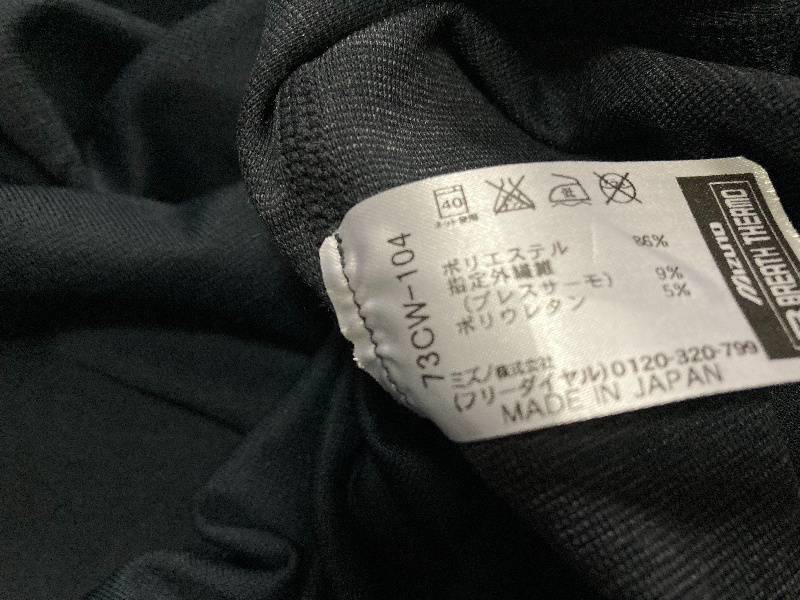 40
ネット使用
低
73CW-104
ポリエステル 86%
指定外繊維 9%
(ブレスサーモ) 5%
ポリウレタン
ミズノ株式会社
(フリーダイヤル)0120-320-799
MADE IN JAPAN
mizuno
BREATH THERMO